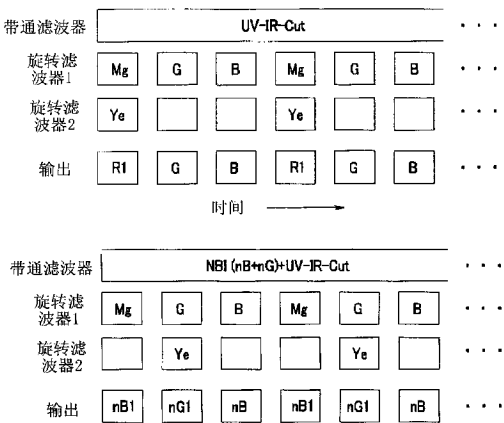 带通滤波器 UV-IR-Cut · · ·
旋转滤波器1 Mg G B Mg G B · · ·
旋转滤波器2 Ye Ye · · ·
输出 R1 G B R1 G B · · ·
时间
带通滤波器 NBI (nB+nG)+UV-IR-Cut · · ·
旋转滤波器1 Mg G B Mg G B · · ·
旋转滤波器2 Ye Ye · · ·
输出 nB1 nG1 nB nB1 nG1 nB · · ·